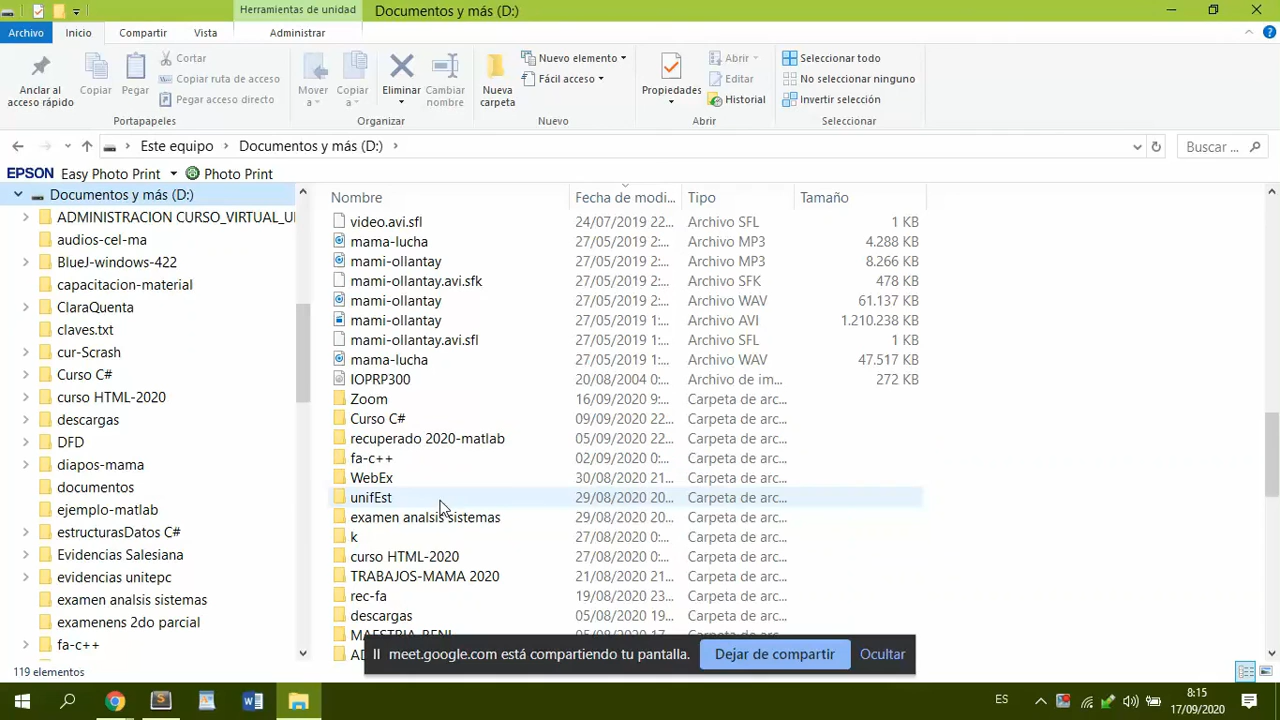 Herramientas de unidad Documentos y más (D:)
Archivo Inicio Compartir Vista Administrar
Anclar al acceso rápido
Copiar
Pegar
Cortar
Copiar ruta de acceso
Pegar acceso directo
Portapapeles
Mover a
Copiar a
Eliminar
Cambiar nombre
Organizar
Nueva carpeta
Nuevo elemento
Fácil acceso
Nuevo
Propiedades
Abrir
Editar
Historial
Abrir
Seleccionar todo
No seleccionar ninguno
Invertir selección
Seleccionar
Este equipo Documentos y más (D:) Buscar ...
EPSON Easy Photo Print Photo Print
Documentos y más (D:)
ADMINISTRACION CURSO_VIRTUAL_U
audios-cel-ma
BlueJ-windows-422
capacitacion-material
ClaraQuenta
claves.txt
cur-Scrash
Curso C#
curso HTML-2020
descargas
DFD
diapos-mama
documentos
ejemplo-matlab
estructurasDatos C#
Evidencias Salesiana
evidencias unitepc
examen analsis sistemas
examenens 2do parcial
fa-c++
Nombre Fecha de modi... Tipo Tamaño
video.avi.sfl 24/07/2019 22... Archivo SFL 1 KB
mama-lucha 27/05/2019 2:... Archivo MP3 4.288 KB
mami-ollantay 27/05/2019 2:... Archivo MP3 8.266 KB
mami-ollantay.avi.sfk 27/05/2019 2:... Archivo SFK 478 KB
mami-ollantay 27/05/2019 2:... Archivo WAV 61.137 KB
mami-ollantay 27/05/2019 1:... Archivo AVI 1.210.238 KB
mami-ollantay.avi.sfl 27/05/2019 1:... Archivo SFL 1 KB
mama-lucha 27/05/2019 1:... Archivo WAV 47.517 KB
IOPRP300 20/08/2004 0:... Archivo de im... 272 KB
Zoom 16/09/2020 9:... Carpeta de arc...
Curso C# 09/09/2020 22... Carpeta de arc...
recuperado 2020-matlab 05/09/2020 22... Carpeta de arc...
fa-c++ 02/09/2020 0:... Carpeta de arc...
WebEx 30/08/2020 21... Carpeta de arc...
unifEst 29/08/2020 20... Carpeta de arc...
examen analsis sistemas 29/08/2020 20... Carpeta de arc...
k 27/08/2020 0:... Carpeta de arc...
curso HTML-2020 27/08/2020 0:... Carpeta de arc...
TRABAJOS-MAMA 2020 21/08/2020 21... Carpeta de arc...
rec-fa 19/08/2020 23... Carpeta de arc...
descargas 05/08/2020 19... Carpeta de arc...
meet.google.com está compartiendo tu pantalla. Dejar de compartir Ocultar
119 elementos
ES 8:15
17/09/2020